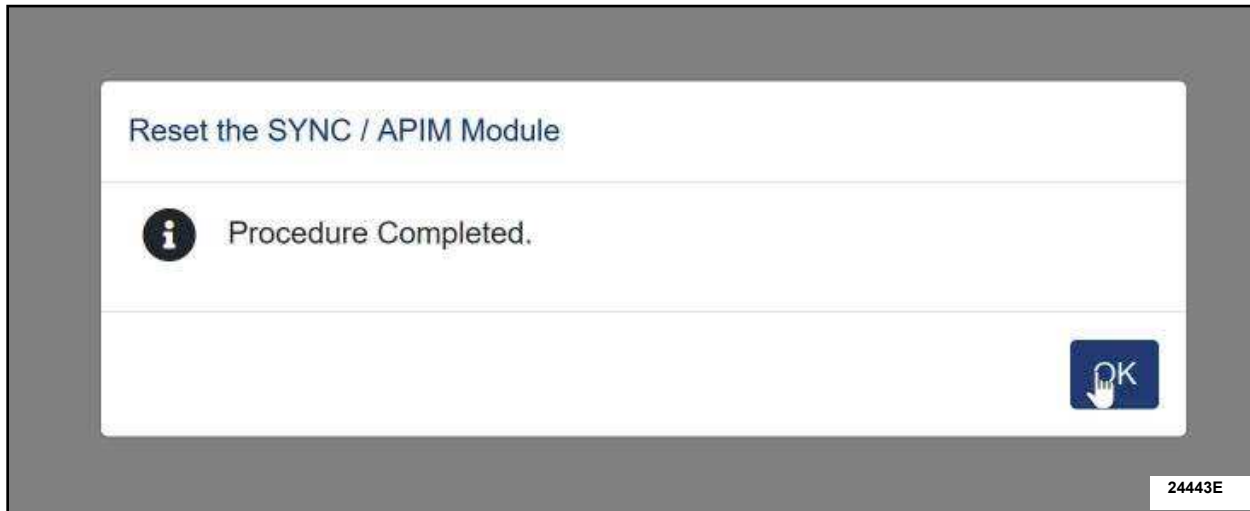 Reset the SYNC / APIM Module
Procedure Completed.
OK
24443E